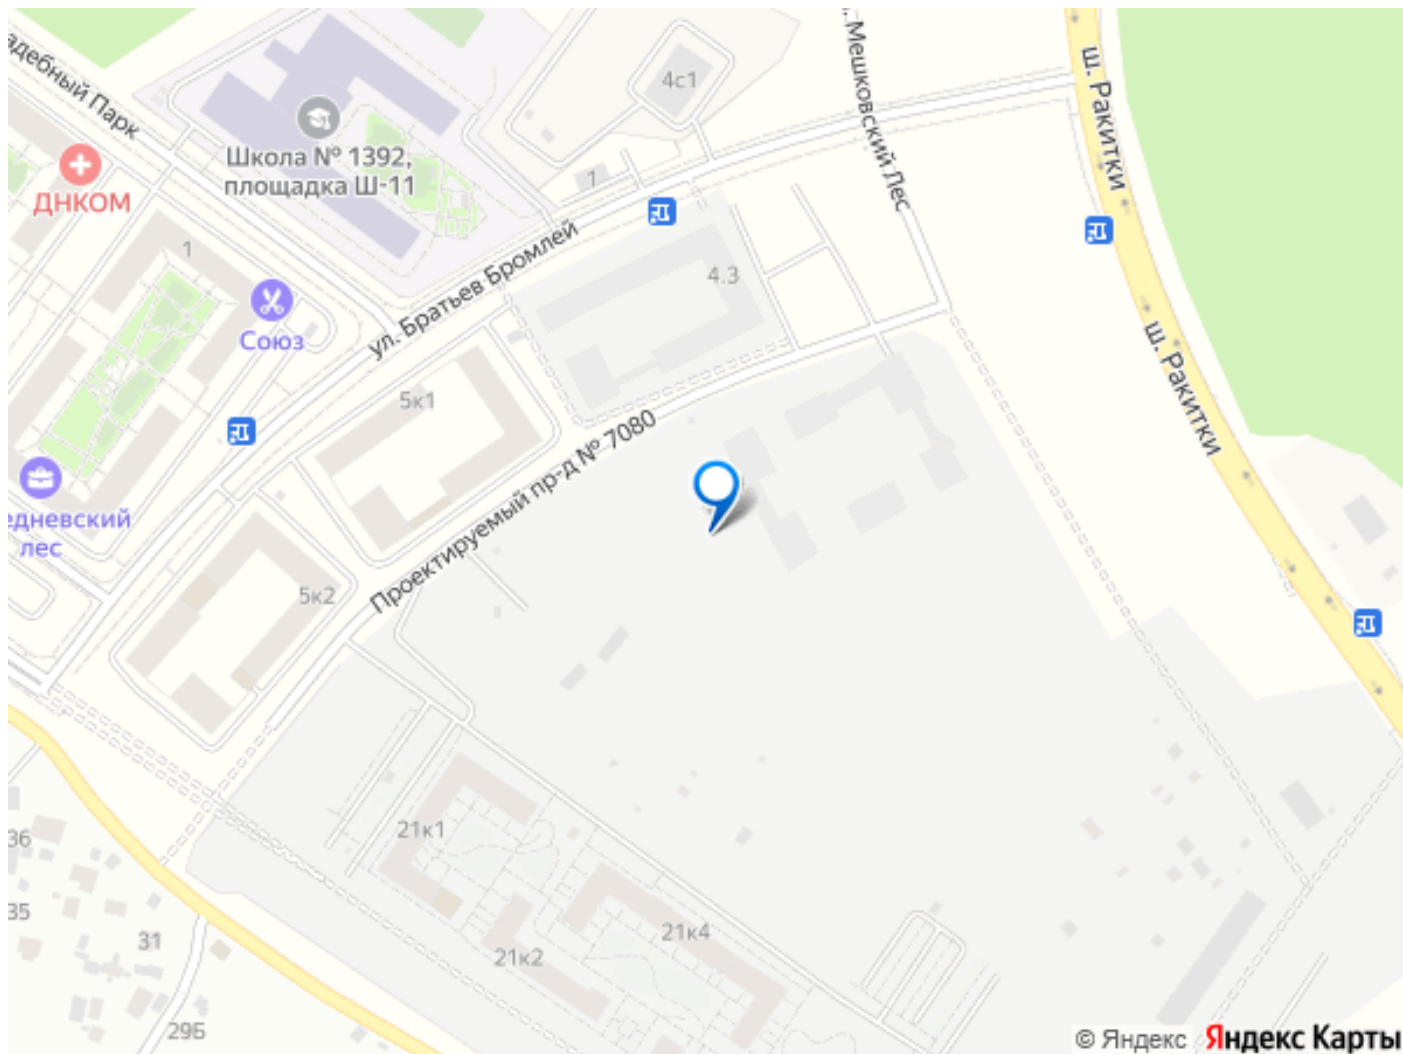 адебный Парк
ДНКОМ
Школа № 1392,
площадка Ш-11
4с1
1
ул. Братьев Бромлей
. Мешковский Лес
ш. Ракитки
ш. Ракитки
4.3
1
Союз
5к1
едневский
лес
5к2
Проектируемый пр-д № 7080
21к1
21к2
21к4
36
35
31
29Б
© Яндекс Яндекс Карты